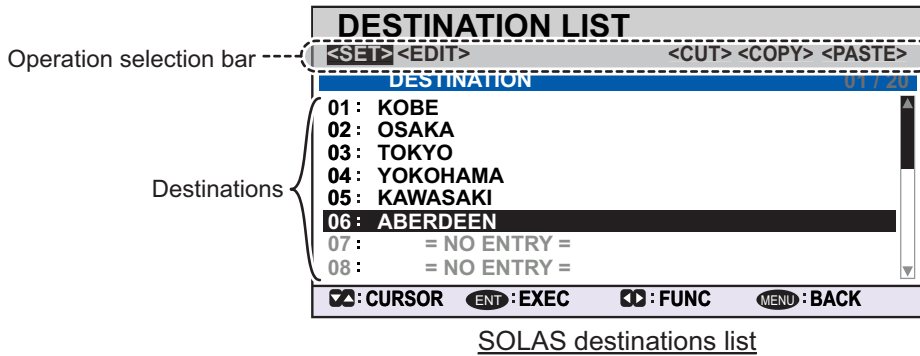 DESTINATION LIST
Operation selection bar
<SET> <EDIT> <CUT> <COPY> <PASTE>
DESTINATION 01 / 20
Destinations
01 : KOBE
02 : OSAKA
03 : TOKYO
04 : YOKOHAMA
05 : KAWASAKI
06 : ABERDEEN
07 : = NO ENTRY =
08 : = NO ENTRY =
: CURSOR ENT : EXEC : FUNC MENU : BACK
SOLAS destinations list